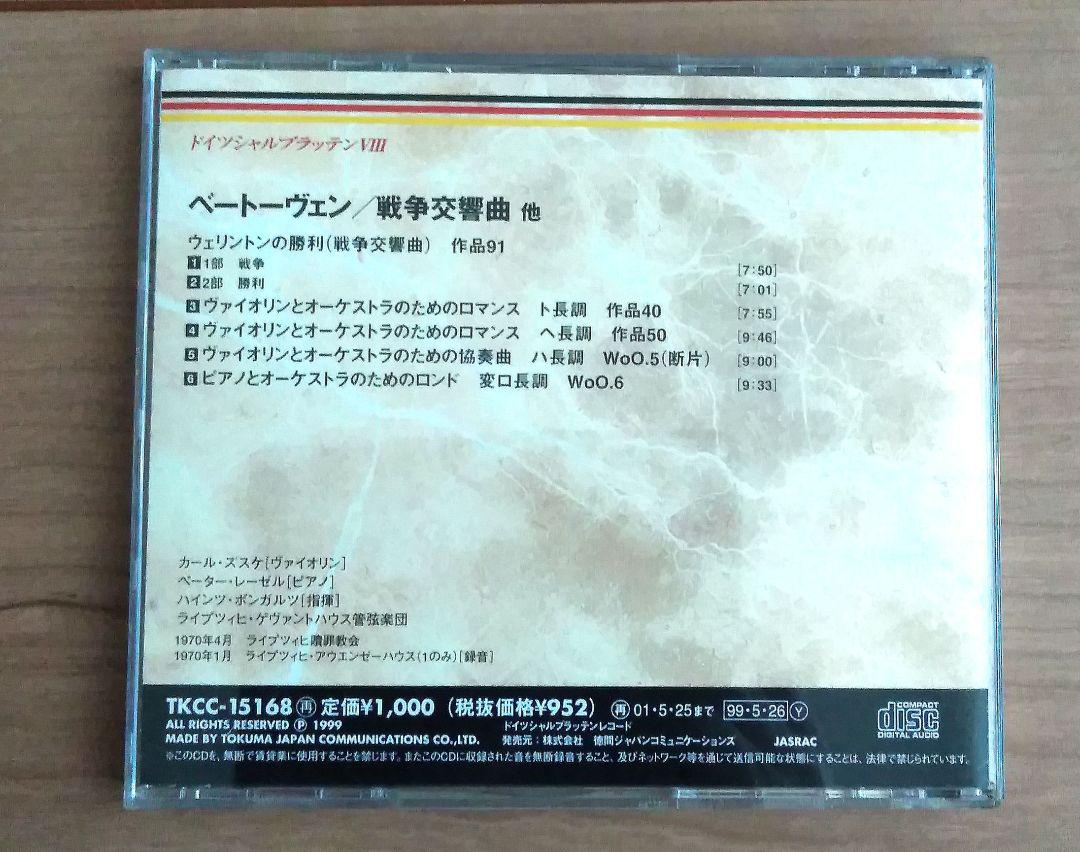 ドイツシャルプラッテンVIII
ベートーヴェン/戦争交響曲 他
ウェリントンの勝利(戦争交響曲) 作品91
1 1部 戦争 [7:50]
2 2部 勝利 [7:01]
3 ヴァイオリンとオーケストラのためのロマンス ト長調 作品40 [7:55]
4 ヴァイオリンとオーケストラのためのロマンス ヘ長調 作品50 [9:46]
5 ヴァイオリンとオーケストラのための協奏曲 ハ長調 WoO.5(断片) [9:00]
6 ピアノとオーケストラのためのロンド 変ロ長調 WoO.6 [9:33]
カール・ズスケ[ヴァイオリン]
ペーター・レーゼル[ピアノ]
ハインツ・ボンガルツ[指揮]
ライプツィヒ・ゲヴァントハウス管弦楽団
1970年4月 ライプツィヒ贖罪教会
1970年1月 ライプツィヒ・アウエンゼーハウス(1のみ)[録音]
TKCC-15168 再 定価¥1,000 (税抜価格¥952) 再 01・5・25まで 99・5・26 Y
ALL RIGHTS RESERVED Ⓟ 1999 ドイツシャルプラッテンレコード
MADE BY TOKUMA JAPAN COMMUNICATIONS CO.,LTD. 発売元:株式会社 徳間ジャパンコミュニケーションズ JASRAC
COMPACT
disc
DIGITAL AUDIO
※このCDを、無断で賃貸業に使用することを禁じます。またこのCDに収録された音を無断録音すること、及びネットワーク等を通じて送信可能な状態にすることは、法律で禁じられています。